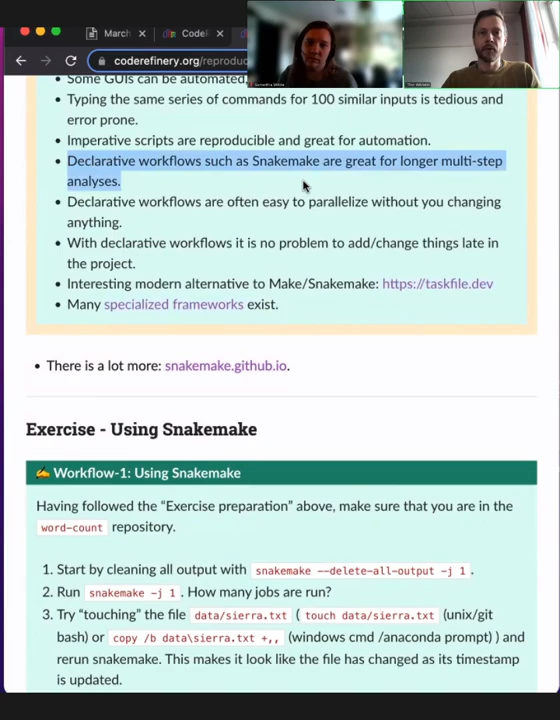 March
Codei
coderefinery.org/reproduc
Some GUIs can be automated,
Typing the same series of commands for 100 similar inputs is tedious and
error prone.
Imperative scripts are reproducible and great for automation.
Declarative workflows such as Snakemake are great for longer multi-step
analyses.
Declarative workflows are often easy to parallelize without you changing
anything.
With declarative workflows it is no problem to add/change things late in
the project.
Interesting modern alternative to Make/Snakemake: https://taskfile.dev
Many specialized frameworks exist.
There is a lot more: snakemake.github.io.
Exercise - Using Snakemake
✍️ Workflow-1: Using Snakemake
Having followed the “Exercise preparation” above, make sure that you are in the
word-count repository.
1. Start by cleaning all output with snakemake --delete-all-output -j 1 .
2. Run snakemake -j 1 . How many jobs are run?
3. Try “touching” the file data/sierra.txt ( touch data/sierra.txt (unix/git
bash) or copy /b data\sierra.txt +,, (windows cmd /anaconda prompt) ) and
rerun snakemake. This makes it look like the file has changed as its timestamp
is updated.